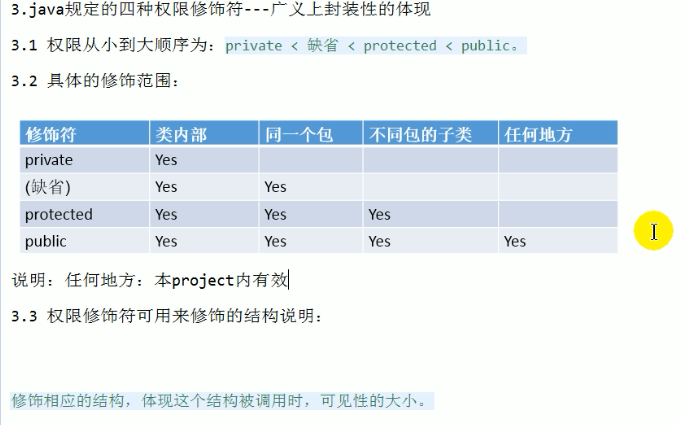 3.java规定的四种权限修饰符---广义上封装性的体现
3.1 权限从小到大顺序为：private < 缺省 < protected < public。
3.2 具体的修饰范围：
修饰符 类内部 同一个包 不同包的子类 任何地方
private Yes
(缺省) Yes Yes
protected Yes Yes Yes
public Yes Yes Yes Yes
说明：任何地方：本project内有效
3.3 权限修饰符可用来修饰的结构说明：
修饰相应的结构，体现这个结构被调用时，可见性的大小。